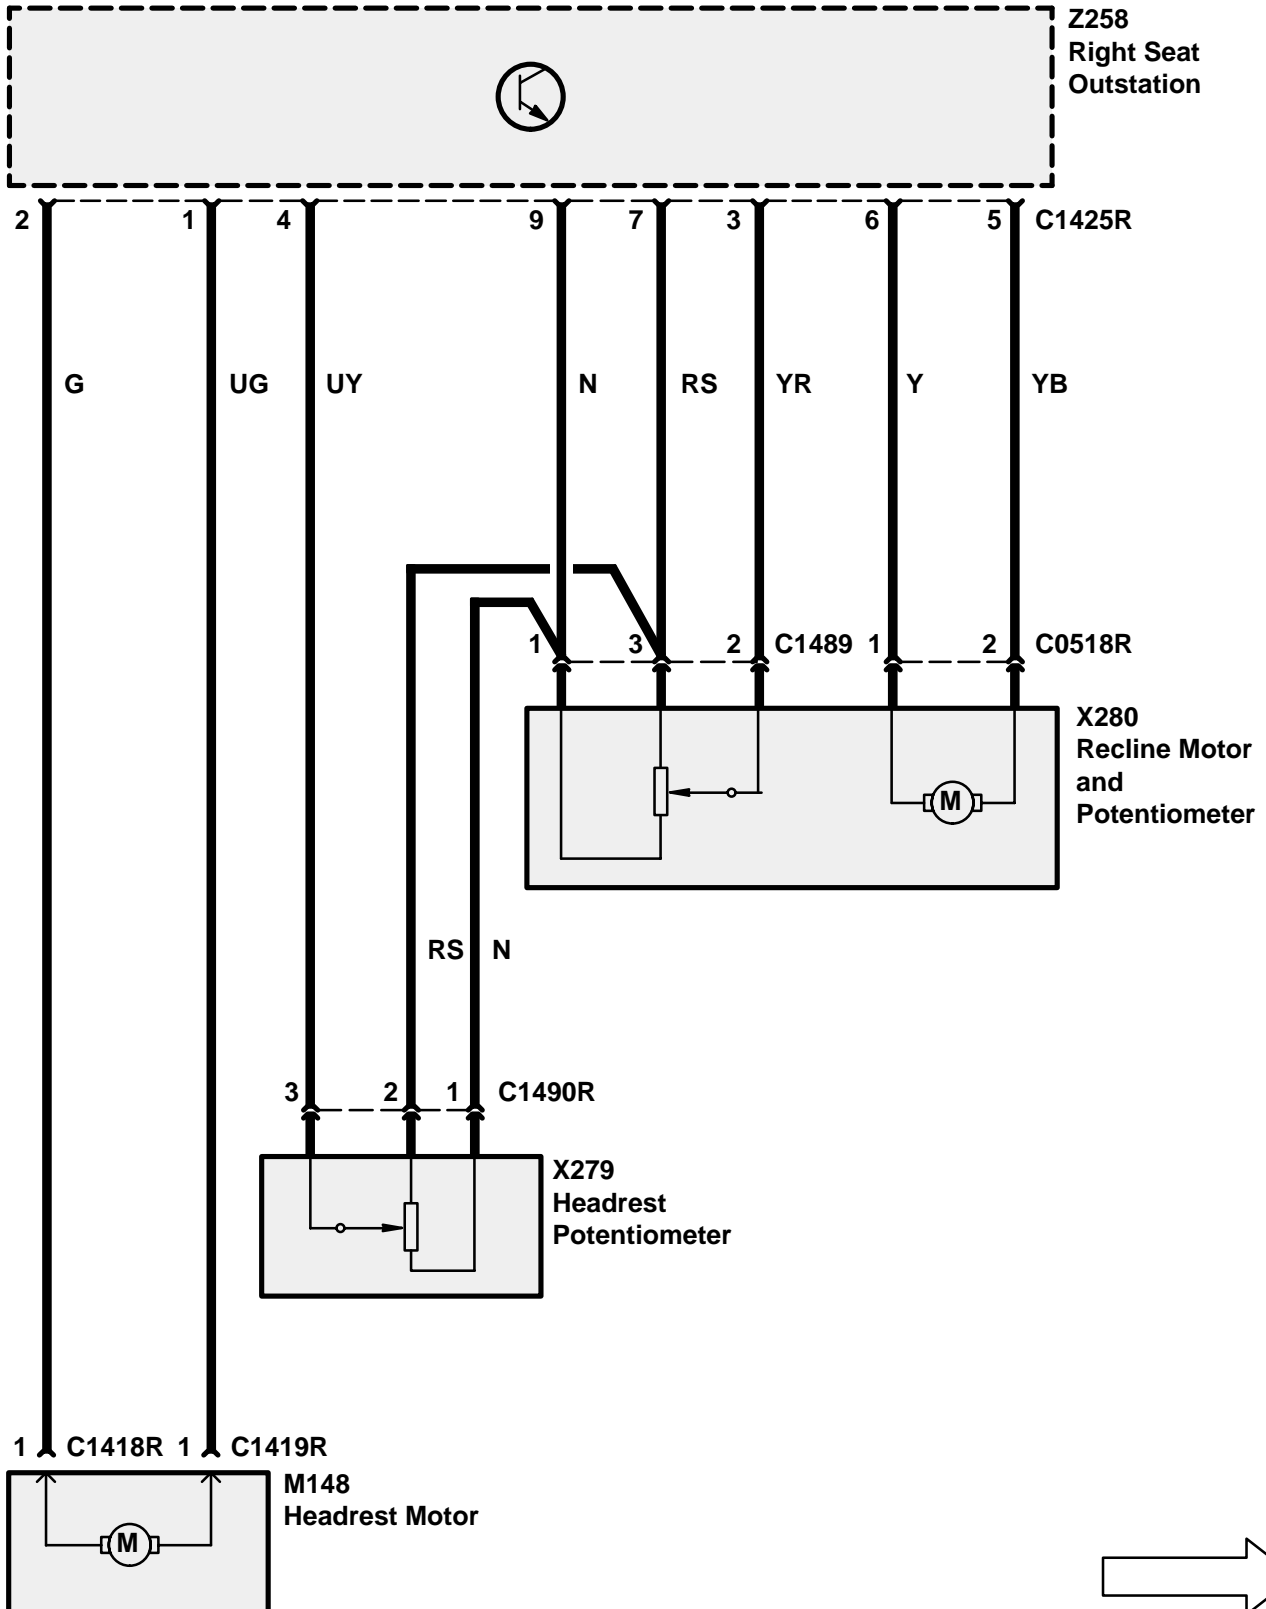 Z258
Right Seat
Outstation
2 1 4 9 7 3 6 5 C1425R
G UG UY N RS YR Y YB
1 3 2 C1489 1 2 C0518R
X280
Recline Motor
and
Potentiometer
M
RS N
3 2 1 C1490R
X279
Headrest
Potentiometer
1 C1418R 1 C1419R
M148
Headrest Motor
M